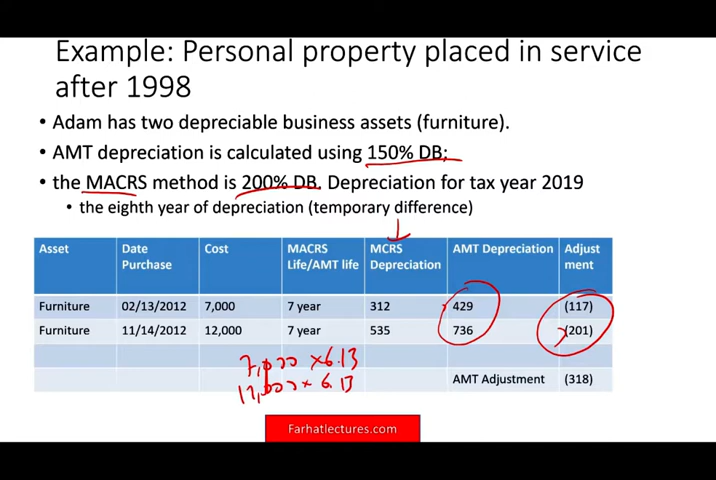 Example: Personal property placed in service
after 1998
• Adam has two depreciable business assets (furniture).
• AMT depreciation is calculated using 150% DB;
• the MACRS method is 200% DB. Depreciation for tax year 2019
• the eighth year of depreciation (temporary difference)
Asset Date Purchase Cost MACRS Life/AMT life MCRS Depreciation AMT Depreciation Adjust ment
Furniture 02/13/2012 7,000 7 year 312 429 (117)
Furniture 11/14/2012 12,000 7 year 535 736 (201)
7,000 x 6.13
12,000 x 6.13
AMT Adjustment (318)
Farhatlectures.com